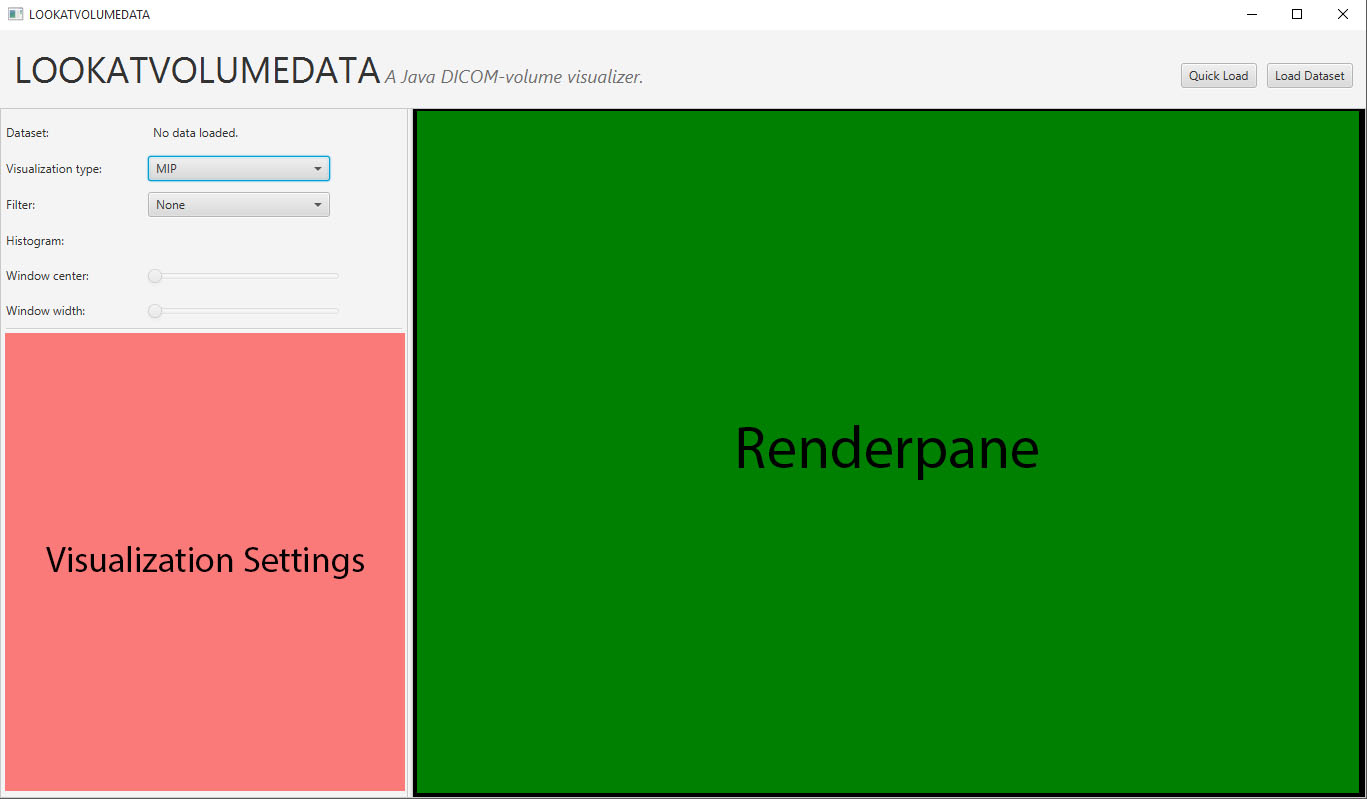 LOOKATVOLUMEDATA
LOOKATVOLUMEDATA A Java DICOM-volume visualizer.
Quick Load Load Dataset
Dataset: No data loaded.
Visualization type: MIP
Filter: None
Histogram:
Window center:
Window width:
Visualization Settings
Renderpane